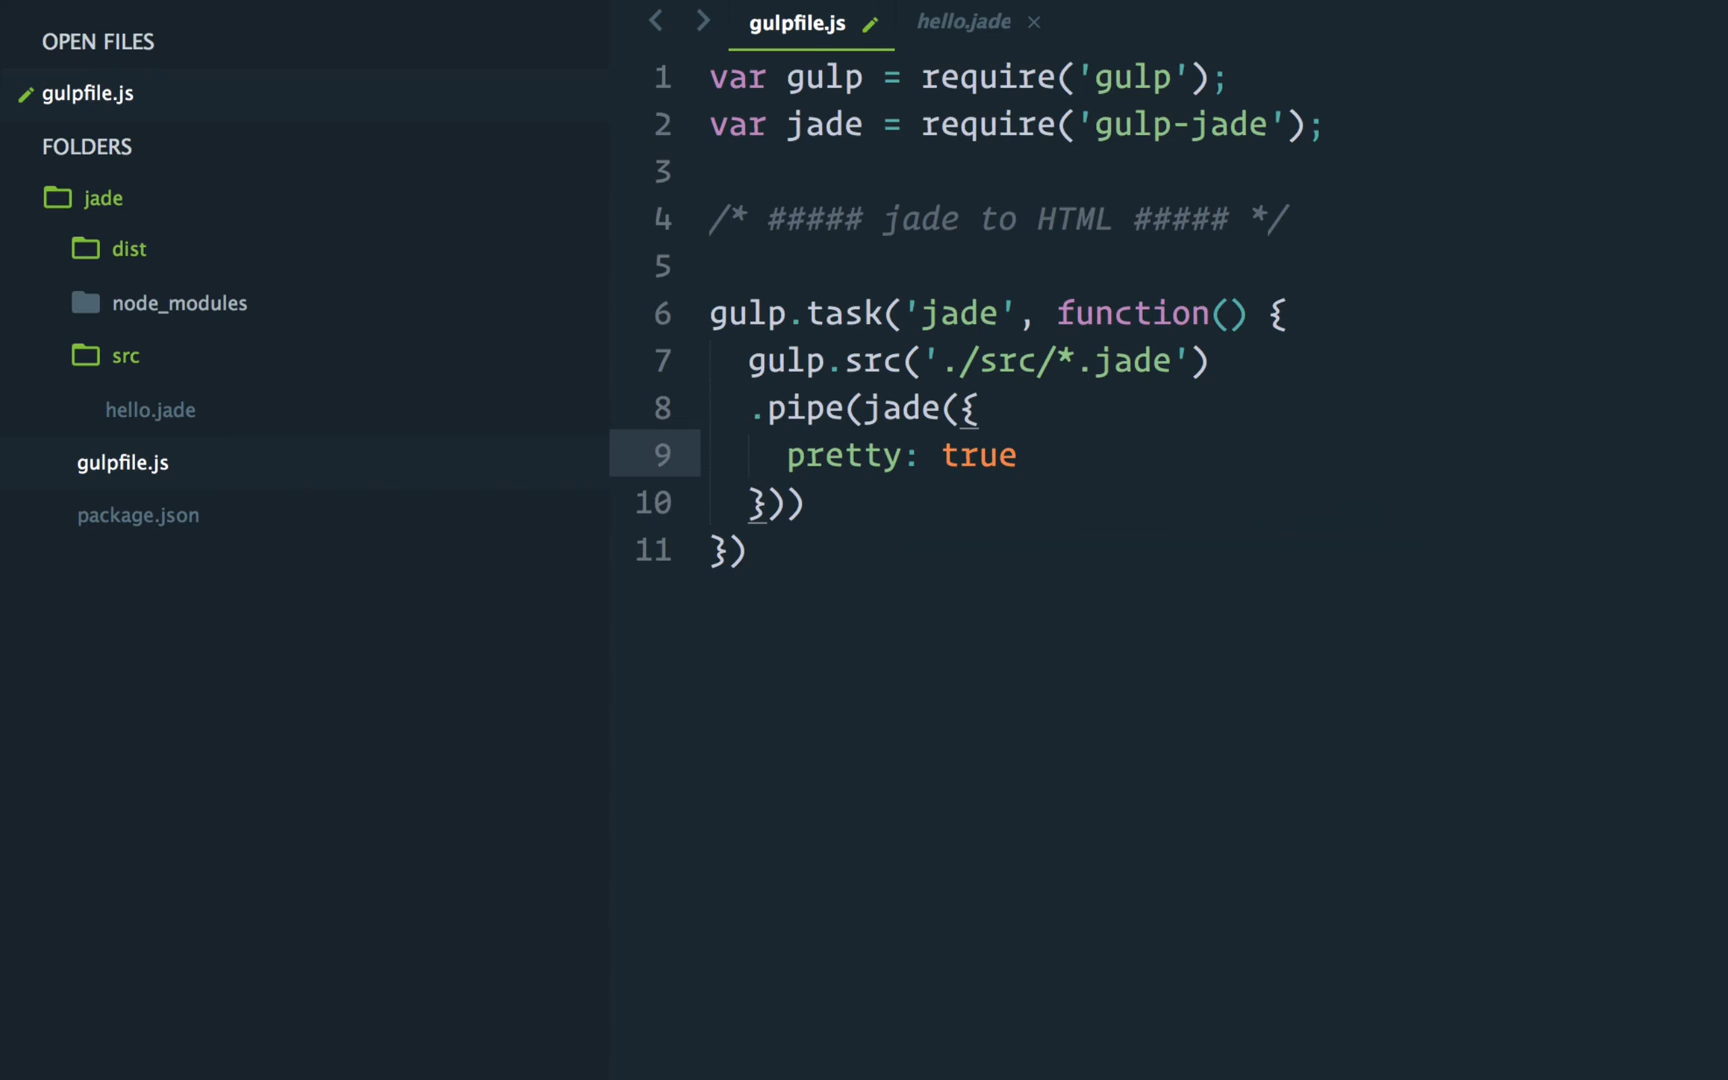 OPEN FILES
gulpfile.js
FOLDERS
jade
dist
node_modules
src
hello.jade
gulpfile.js
package.json
gulpfile.js hello.jade ×
1 var gulp = require('gulp');
2 var jade = require('gulp-jade');
3
4 /* ##### jade to HTML ##### */
5
6 gulp.task('jade', function() {
7 gulp.src('./src/*.jade')
8 .pipe(jade({
9 pretty: true
10 }))
11 })